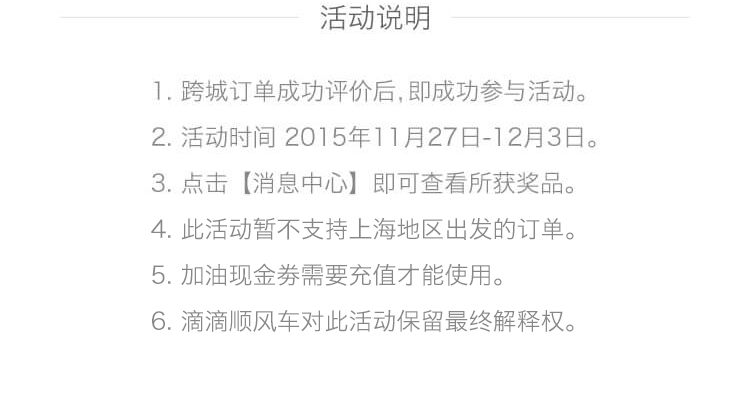 活动说明
1. 跨城订单成功评价后,即成功参与活动。
2. 活动时间 2015年11月27日-12月3日。
3. 点击【消息中心】即可查看所获奖品。
4. 此活动暂不支持上海地区出发的订单。
5. 加油现金劵需要充值才能使用。
6. 滴滴顺风车对此活动保留最终解释权。